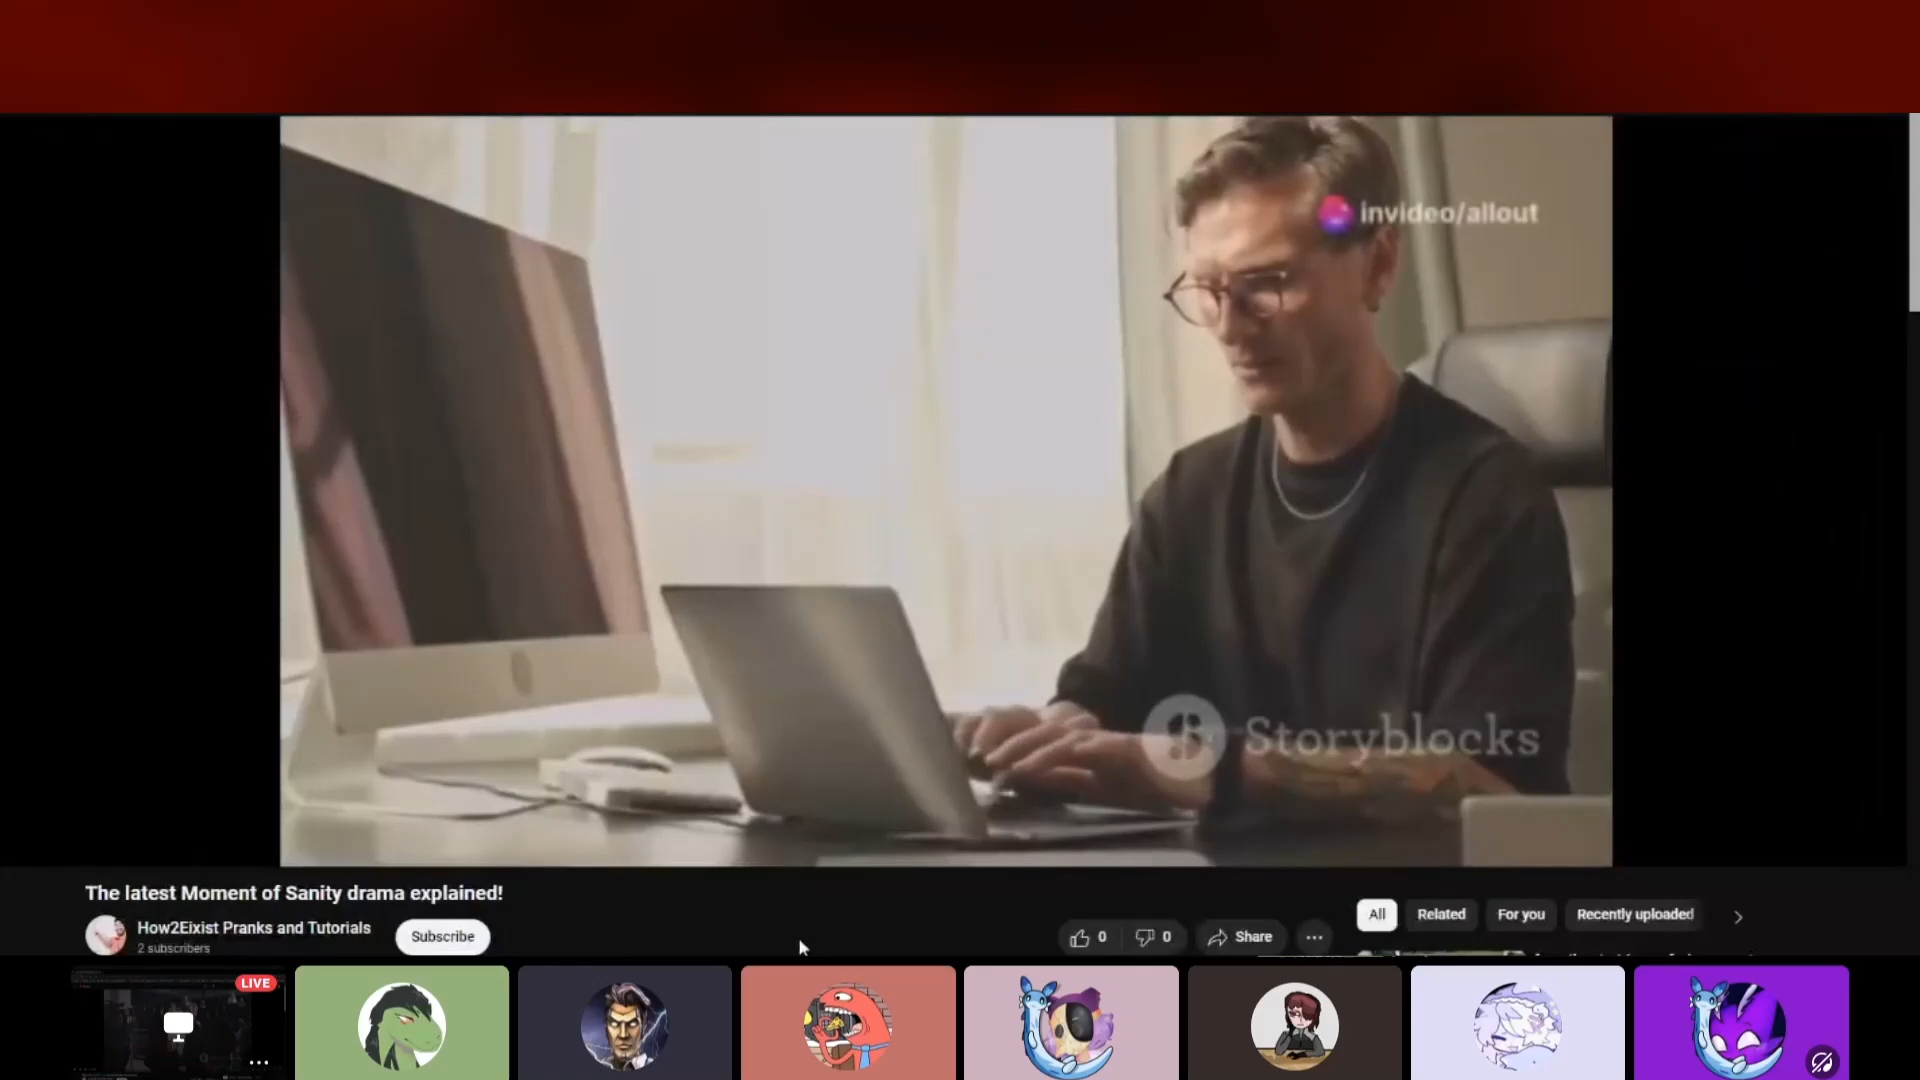 invideo/allout
Storyblocks
The latest Moment of Sanity drama explained!
How2Eixist Pranks and Tutorials
2 subscribers
Subscribe
0
0
Share
All
Related
For you
Recently uploaded
LIVE